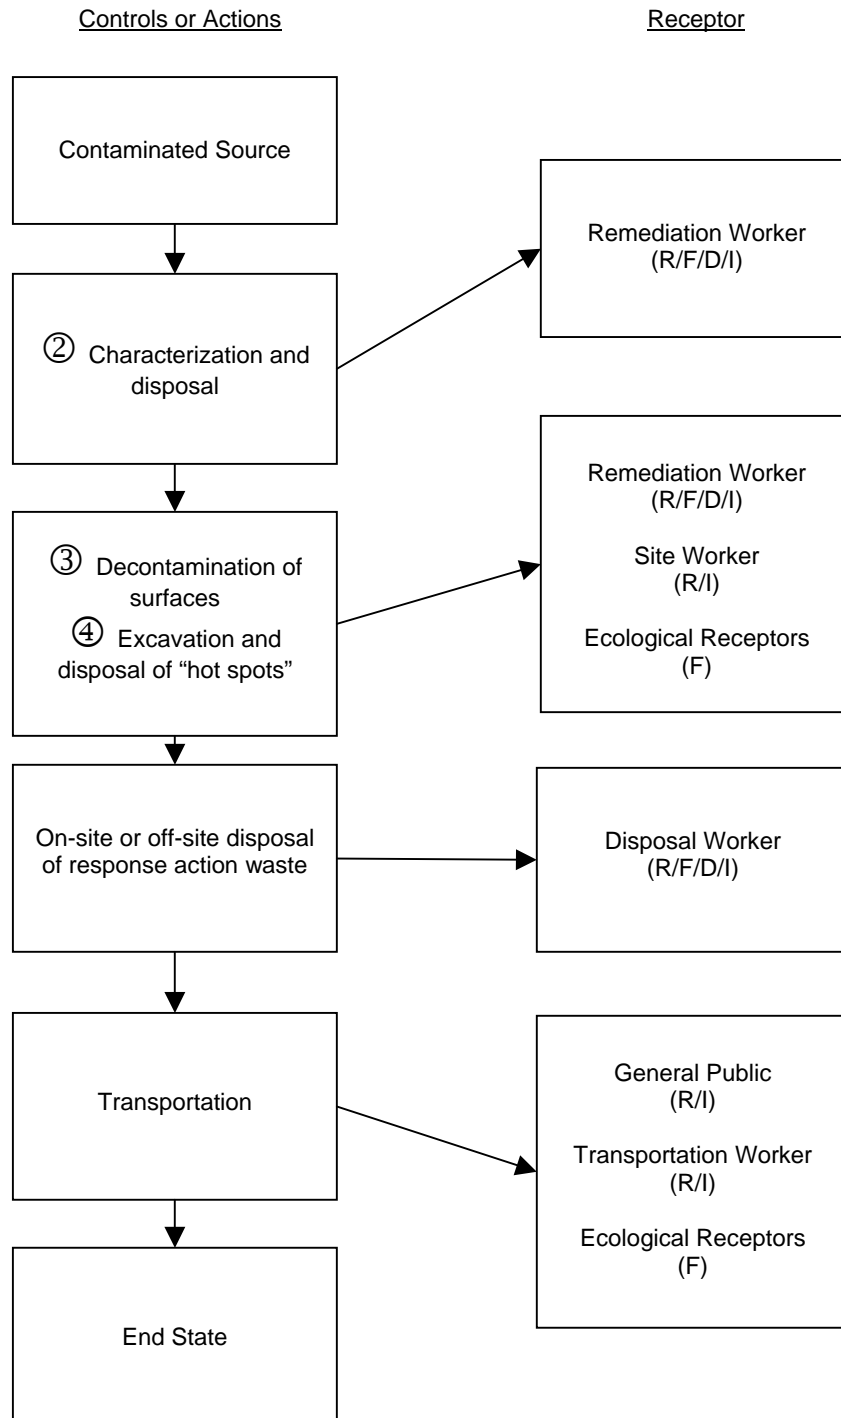 Controls or Actions
Receptor
Contaminated Source
Remediation Worker
(R/F/D/I)
② Characterization and
disposal
Remediation Worker
(R/F/D/I)
Site Worker
(R/I)
Ecological Receptors
(F)
③ Decontamination of
surfaces
④ Excavation and
disposal of “hot spots”
On-site or off-site disposal
of response action waste
Disposal Worker
(R/F/D/I)
Transportation
General Public
(R/I)
Transportation Worker
(R/I)
Ecological Receptors
(F)
End State